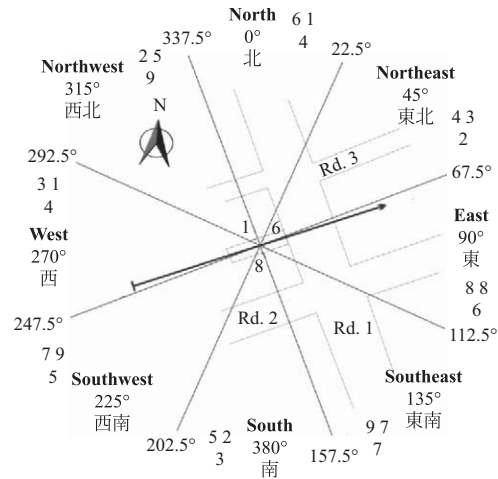 North
0°
北
6 1
4
337.5°
22.5°
2 5
9
Northwest
315°
西北
N
Northeast
45°
東北
4 3
2
Rd. 3
292.5°
67.5°
3 1
4
West
270°
西
1
6
8
East
90°
東
8 8
6
247.5°
Rd. 2
Rd. 1
112.5°
7 9
5
Southwest
225°
西南
Southeast
135°
東南
202.5°
5 2
3
South
380°
南
157.5°
9 7
7